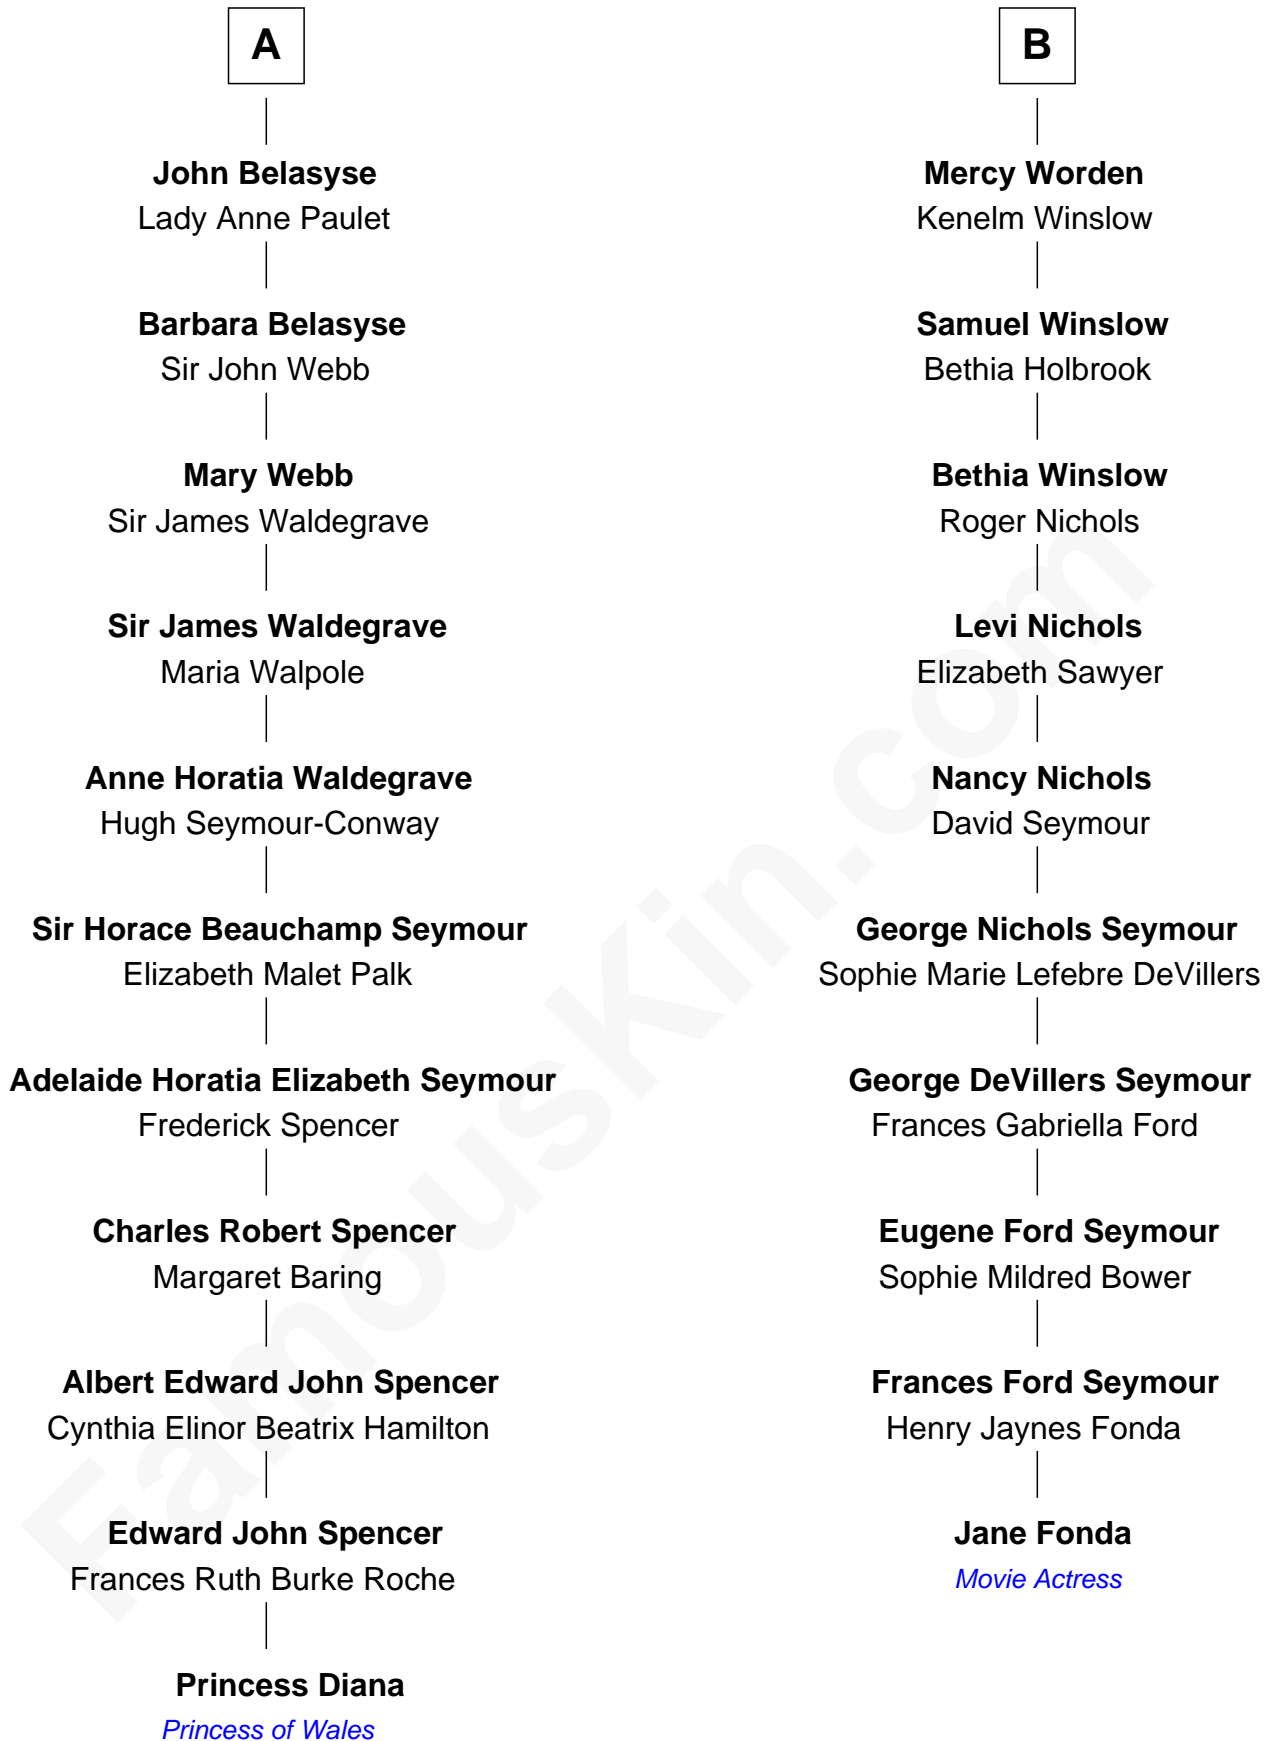 A
John Belasyse
Lady Anne Paulet
Barbara Belasyse
Sir John Webb
Mary Webb
Sir James Waldegrave
Sir James Waldegrave
Maria Walpole
Anne Horatia Waldegrave
Hugh Seymour-Conway
Sir Horace Beauchamp Seymour
Elizabeth Malet Palk
Adelaide Horatia Elizabeth Seymour
Frederick Spencer
Charles Robert Spencer
Margaret Baring
Albert Edward John Spencer
Cynthia Elinor Beatrix Hamilton
Edward John Spencer
Frances Ruth Burke Roche
Princess Diana
Princess of Wales
B
Mercy Worden
Kenelm Winslow
Samuel Winslow
Bethia Holbrook
Bethia Winslow
Roger Nichols
Levi Nichols
Elizabeth Sawyer
Nancy Nichols
David Seymour
George Nichols Seymour
Sophie Marie Lefebre DeVillers
George DeVillers Seymour
Frances Gabriella Ford
Eugene Ford Seymour
Sophie Mildred Bower
Frances Ford Seymour
Henry Jaynes Fonda
Jane Fonda
Movie Actress
FamousKin.com